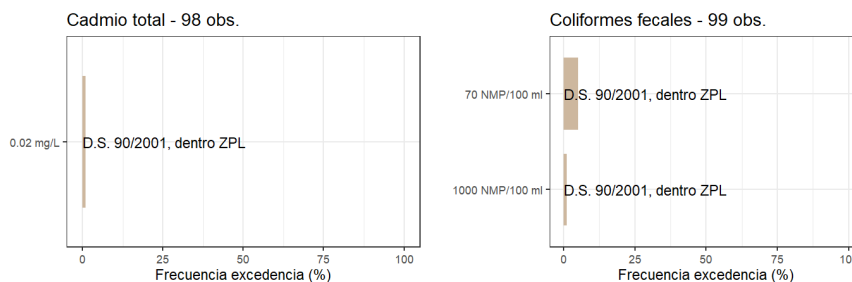 Cadmio total - 98 obs.
0.02 mg/L
D.S. 90/2001, dentro ZPL
0 25 50 75 100
Frecuencia excedencia (%)
Coliformes fecales - 99 obs.
70 NMP/100 ml
D.S. 90/2001, dentro ZPL
1000 NMP/100 ml
D.S. 90/2001, dentro ZPL
0 25 50 75
Frecuencia excedencia (%)